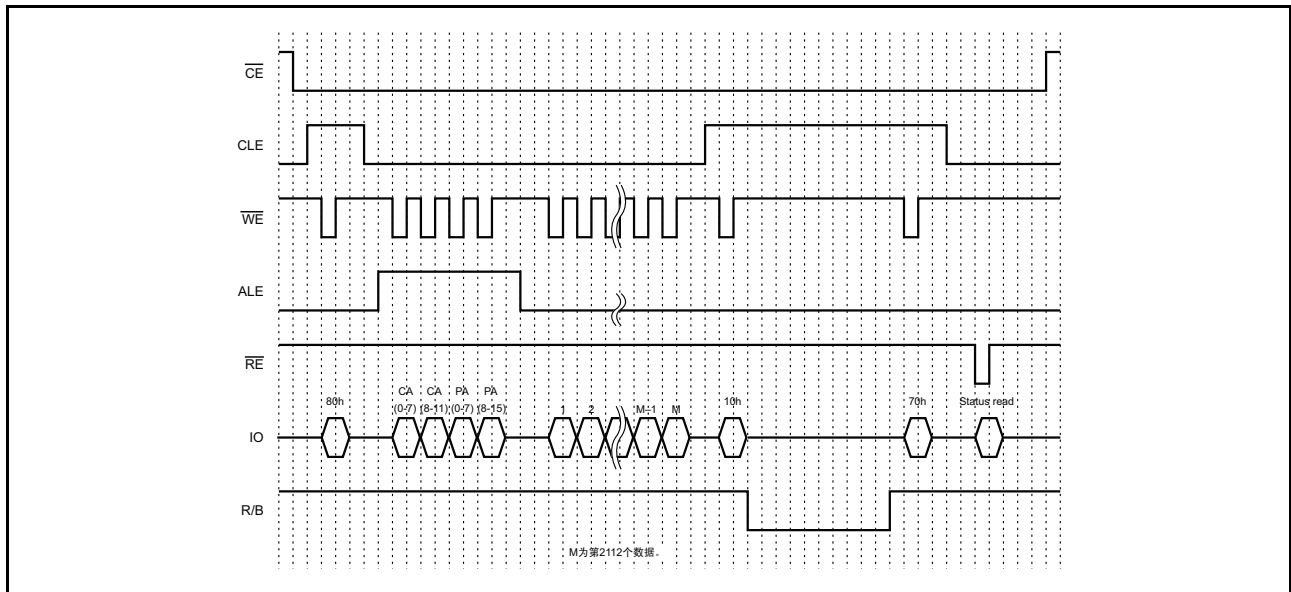 CE
CLE
WE
ALE
RE
CA CA PA PA
80h (0-7) (8-11) (0-7) (8-15) 1 2 M−1 M 10h 70h Status read
IO
R/B
M为第2112个数据。